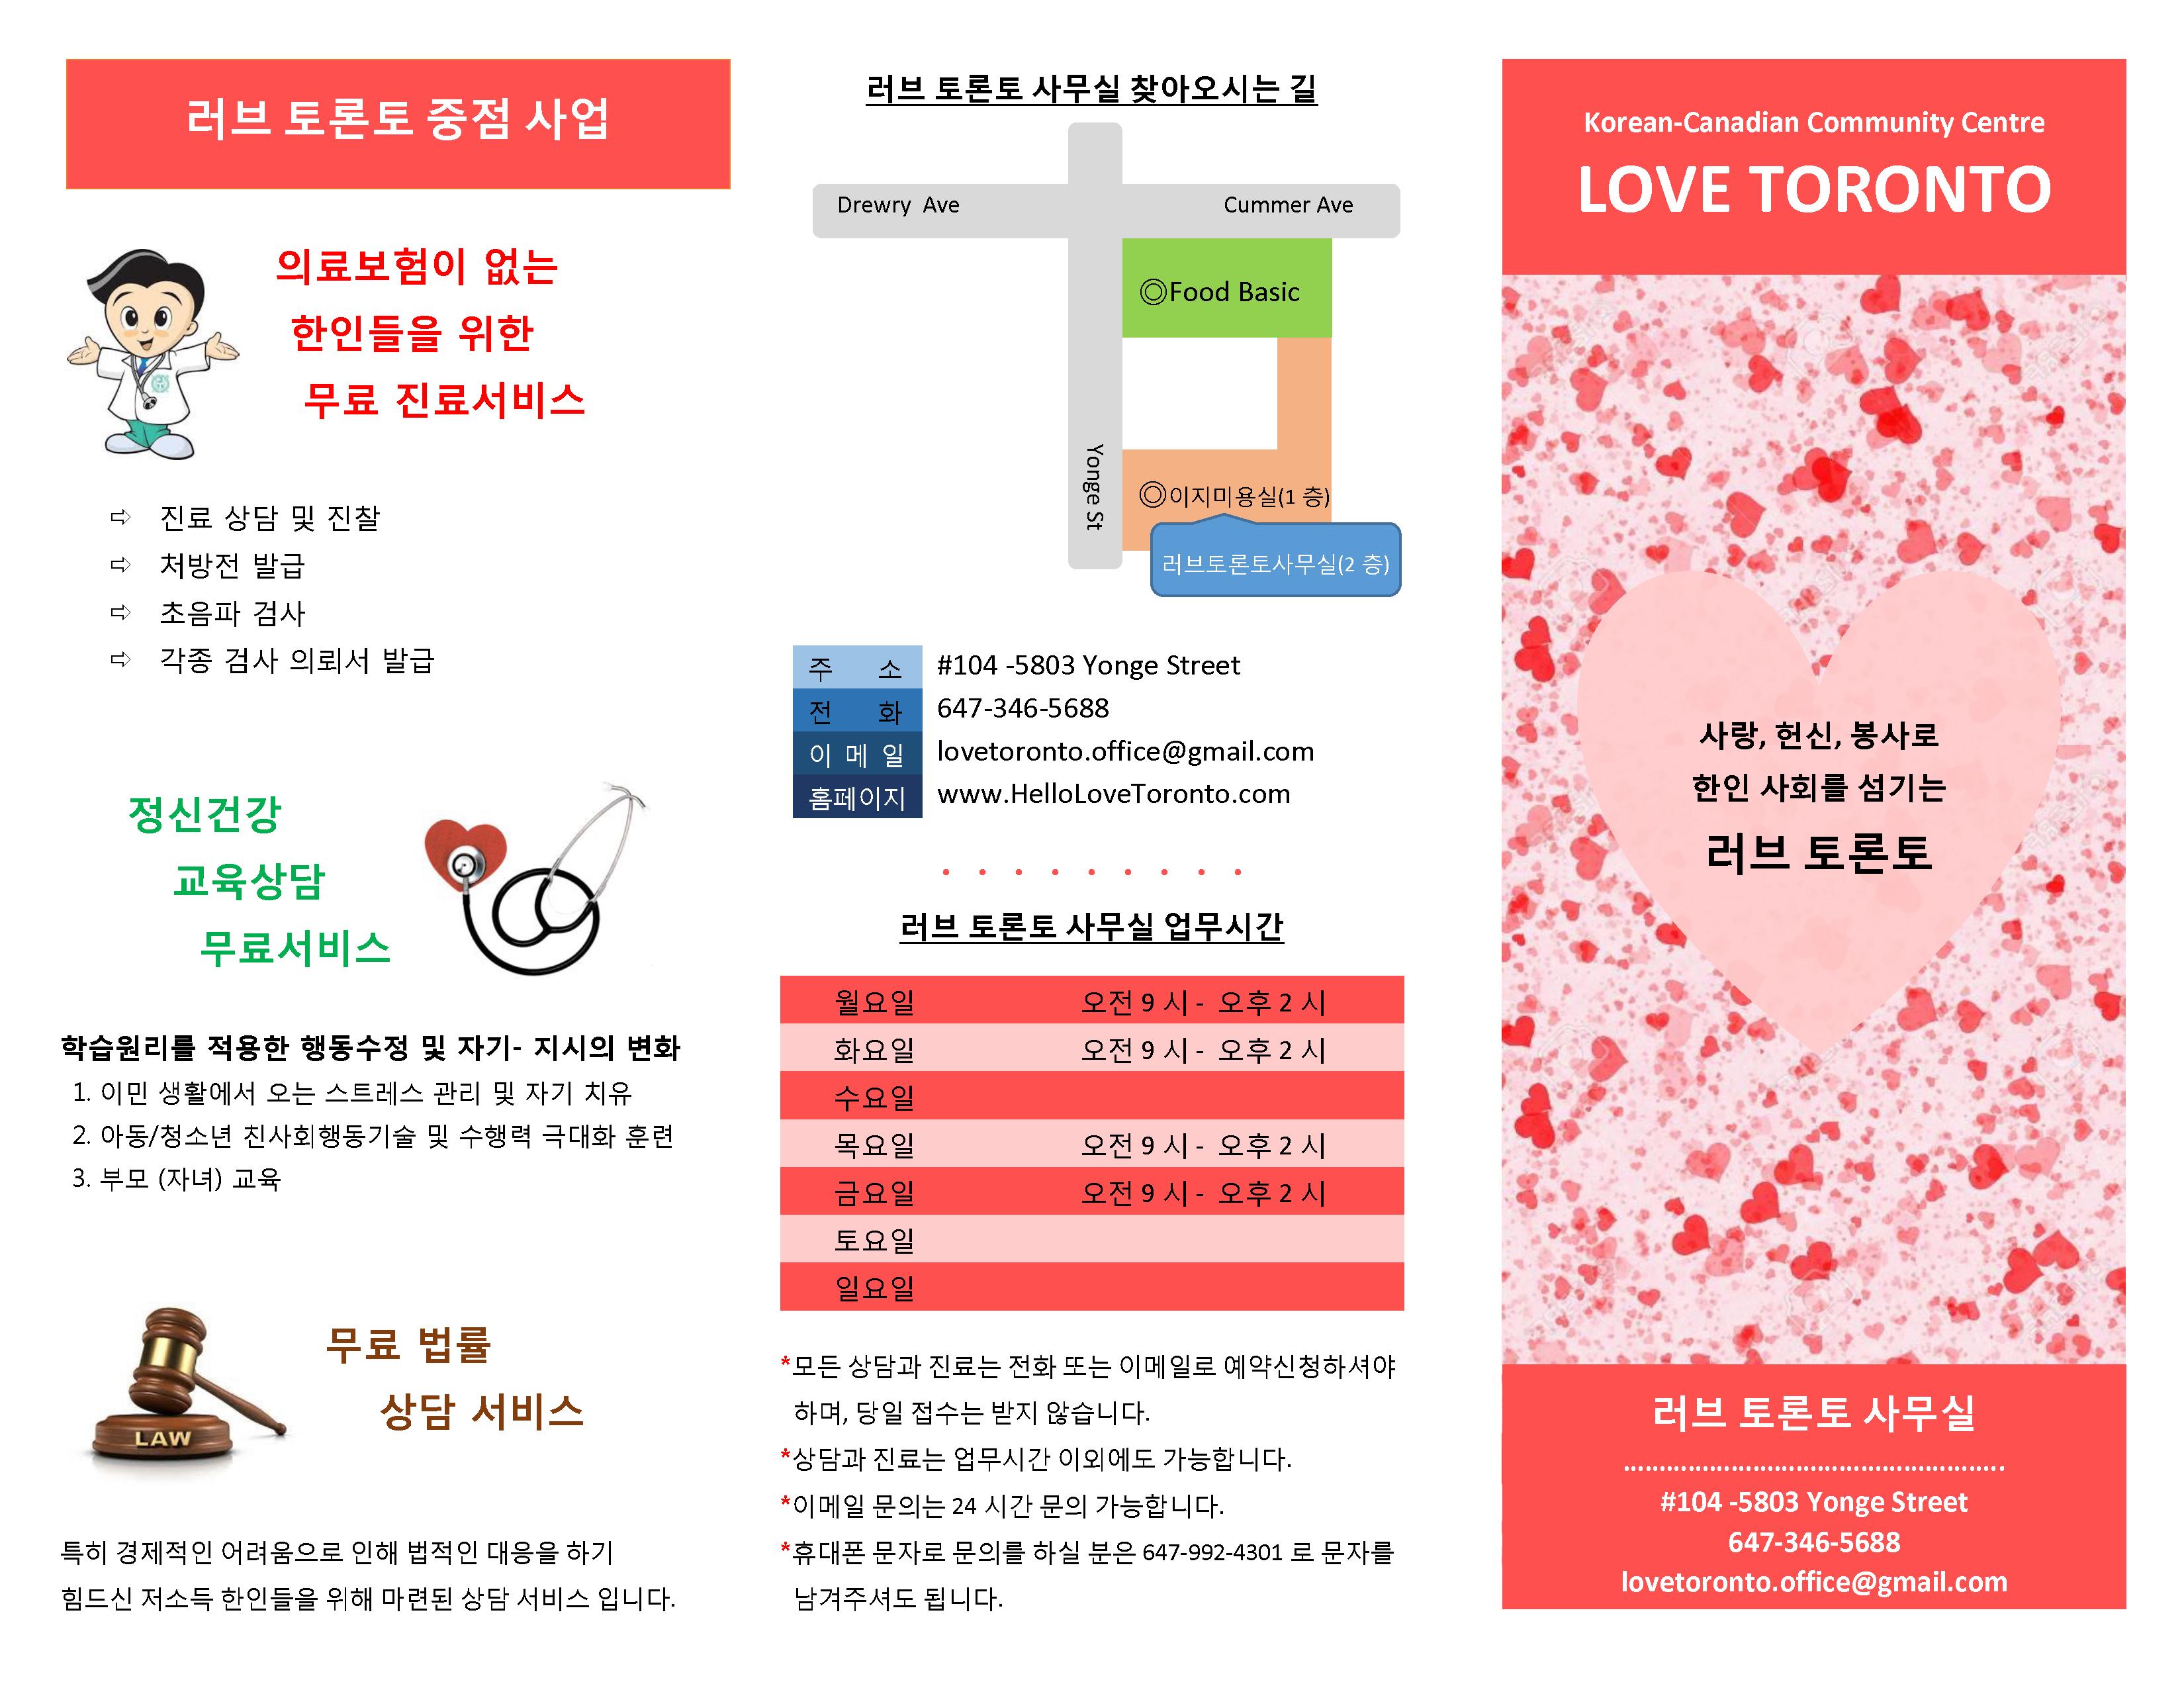 러브 토론토 중점 사업
의료보험이 없는
한인들을 위한
무료 진료서비스
⇨ 진료 상담 및 진찰
⇨ 처방전 발급
⇨ 초음파 검사
⇨ 각종 검사 의뢰서 발급
정신건강
교육상담
무료서비스
학습원리를 적용한 행동수정 및 자기- 지시의 변화
1. 이민 생활에서 오는 스트레스 관리 및 자기 치유
2. 아동/청소년 친사회행동기술 및 수행력 극대화 훈련
3. 부모 (자녀) 교육
LAW
무료 법률
상담 서비스
특히 경제적인 어려움으로 인해 법적인 대응을 하기
힘드신 저소득 한인들을 위해 마련된 상담 서비스 입니다.
러브 토론토 사무실 찾아오시는 길
Drewry Ave
Cummer Ave
◎Food Basic
Yonge St
◎이지미용실(1 층)
러브토론토사무실(2 층)
주 소 #104 -5803 Yonge Street
전 화 647-346-5688
이 메 일 lovetoronto.office@gmail.com
홈페이지 www.HelloLoveToronto.com
러브 토론토 사무실 업무시간
월요일 오전 9 시 - 오후 2 시
화요일 오전 9 시 - 오후 2 시
수요일
목요일 오전 9 시 - 오후 2 시
금요일 오전 9 시 - 오후 2 시
토요일
일요일
*모든 상담과 진료는 전화 또는 이메일로 예약신청하셔야
하며, 당일 접수는 받지 않습니다.
*상담과 진료는 업무시간 이외에도 가능합니다.
*이메일 문의는 24 시간 문의 가능합니다.
*휴대폰 문자로 문의를 하실 분은 647-992-4301 로 문자를
남겨주셔도 됩니다.
Korean-Canadian Community Centre
LOVE TORONTO
사랑, 헌신, 봉사로
한인 사회를 섬기는
러브 토론토
러브 토론토 사무실
#104 -5803 Yonge Street
647-346-5688
lovetoronto.office@gmail.com